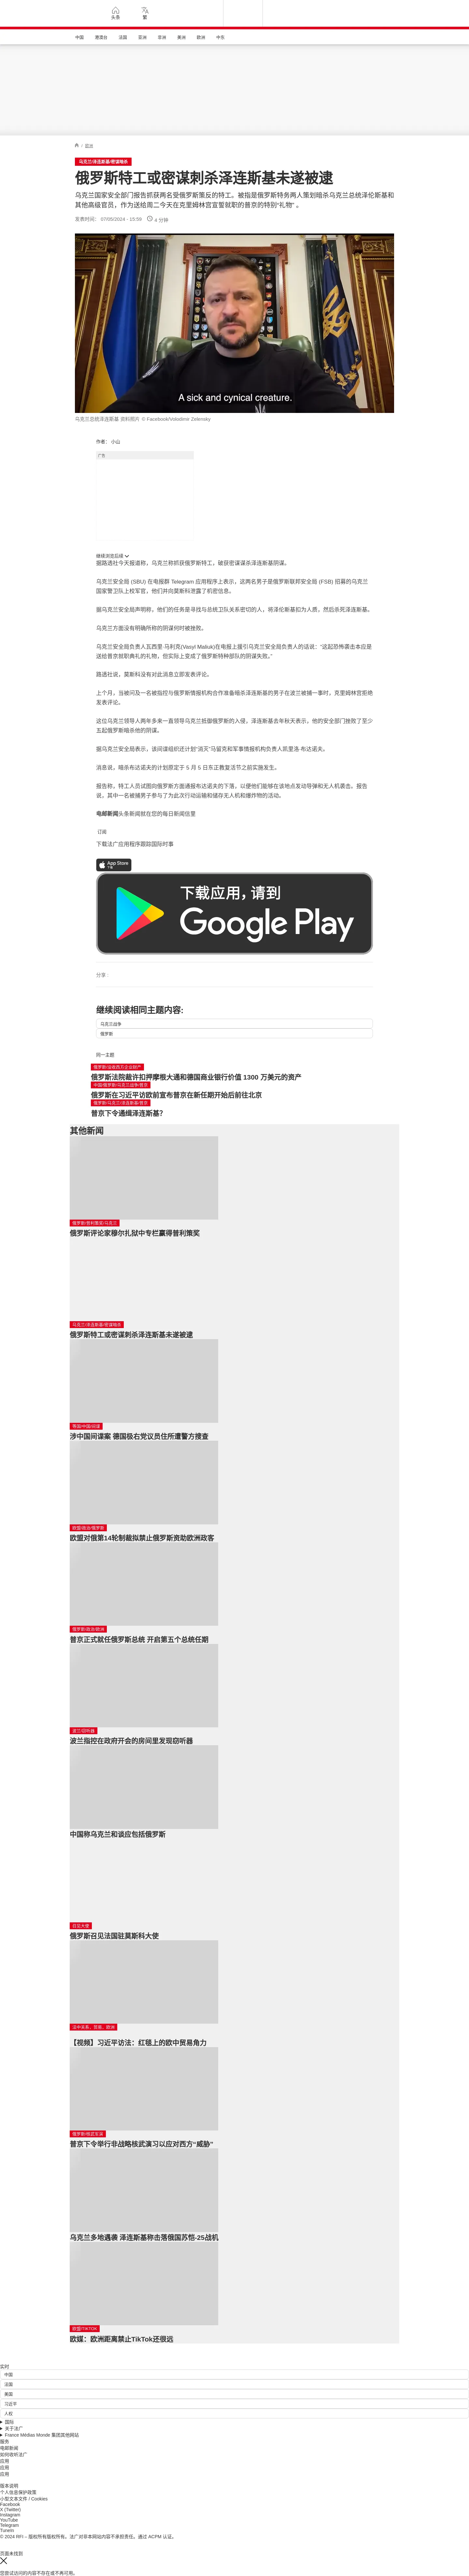 头条
繁
中国
港澳台
法国
亚洲
非洲
美洲
欧洲
中东
/ 亚洲
乌克兰/泽连斯基/密谋暗杀
俄罗斯特工或密谋刺杀泽连斯基未遂被逮
乌克兰国家安全部门报告抓获两名受俄罗斯策反的特工。被指是俄罗斯特务两人策划暗杀乌克兰总统泽伦斯基和其他高级官员，作为送给周二今天在克里姆林宫宣誓就职的普京的特别“礼物” 。
发表时间： 07/05/2024 - 15:59
4 分钟
A sick and cynical creature.
乌克兰总统泽连斯基 资料图片 © Facebook/Volodimir Zelensky
作者： 小山
广告
继续浏览后续
据路透社今天报道称，乌克兰称抓获俄罗斯特工，破获密谋谋杀泽连斯基阴谋。
乌克兰安全局 (SBU) 在电报群 Telegram 应用程序上表示，这两名男子是俄罗斯联邦安全局 (FSB) 招募的乌克兰国家警卫队上校军官，他们并向莫斯科泄露了机密信息。
据乌克兰安全局声明称，他们的任务是寻找与总统卫队关系密切的人，将泽伦斯基扣为人质，然后杀死泽连斯基。
乌克兰方面没有明确所称的阴谋何时被挫败。
乌克兰安全局负责人瓦西里·马利克(Vasyl Maliuk)在电报上援引乌克兰安全局负责人的话说：“这起恐怖袭击本应是送给普京就职典礼的礼物，但实际上变成了俄罗斯特种部队的阴谋失败。”
路透社说，莫斯科没有对此消息立即发表评论。
上个月，当被问及一名被指控与俄罗斯情报机构合作准备暗杀泽连斯基的男子在波兰被捕一事时，克里姆林宫拒绝发表评论。
这位乌克兰领导人两年多来一直领导乌克兰抵御俄罗斯的入侵，泽连斯基去年秋天表示，他的安全部门挫败了至少五起俄罗斯暗杀他的阴谋。
据乌克兰安全局表示，该间谍组织还计划“消灭”马留克和军事情报机构负责人凯里洛·布达诺夫。
消息说，暗杀布达诺夫的计划原定于 5 月 5 日东正教复活节之前实施发生。
报告称，特工人员试图向俄罗斯方面通报布达诺夫的下落，以便他们能够在该地点发动导弹和无人机袭击。报告说，其中一名被捕男子参与了为此次行动运输和储存无人机和爆炸物的活动。
电邮新闻头条新闻就在您的每日新闻信里
订阅
下载法广应用程序跟踪国际时事
App Store
下载应用，请到
Google Play
分享 :
继续阅读相同主题内容:
乌克兰战争
俄罗斯
同一主题
俄罗斯/没收西方企业财产
俄罗斯法院裁许扣押摩根大通和德国商业银行价值 1300 万美元的资产
中国/俄罗斯/乌克兰战争/普京
俄罗斯在习近平访欧前宣布普京在新任期开始后前往北京
俄罗斯/乌克兰/泽连斯基/普京
普京下令通缉泽连斯基？
其他新闻
俄罗斯/普利策奖/乌克兰
俄罗斯评论家穆尔扎狱中专栏赢得普利策奖
乌克兰/泽连斯基/密谋暗杀
俄罗斯特工或密谋刺杀泽连斯基未遂被逮
德国/中国/间谍
涉中国间谍案 德国极右党议员住所遭警方搜查
欧盟/政治/俄罗斯
欧盟对俄第14轮制裁拟禁止俄罗斯资助欧洲政客
俄罗斯/政治/欧洲
普京正式就任俄罗斯总统 开启第五个总统任期
波兰/窃听器
波兰指控在政府开会的房间里发现窃听器
中国称乌克兰和谈应包括俄罗斯
召见大使
俄罗斯召见法国驻莫斯科大使
法中关系，贸易，欧洲
【视频】习近平访法：红毯上的欧中贸易角力
俄罗斯/核武军演
普京下令举行非战略核武演习以应对西方“威胁”
乌克兰多地遇袭 泽连斯基称击落俄国苏恺-25战机
欧盟/TIKTOK
欧媒：欧洲距离禁止TikTok还很远
实时
中国
法国
美国
习近平
人权
国际
关于法广
France Médias Monde 集团其他网站
服务
电邮新闻
如何收听法广
应用
应用
应用
版本说明
个人信息保护政策
小型文本文件 / Cookies
Facebook
X (Twitter)
Instagram
YouTube
Telegram
TuneIn
© 2024 RFI – 版权所有版权所有。法广对非本网站内容不承担责任。通过 ACPM 认证。
页面未找到
您尝试访问的内容不存在或不再可用。